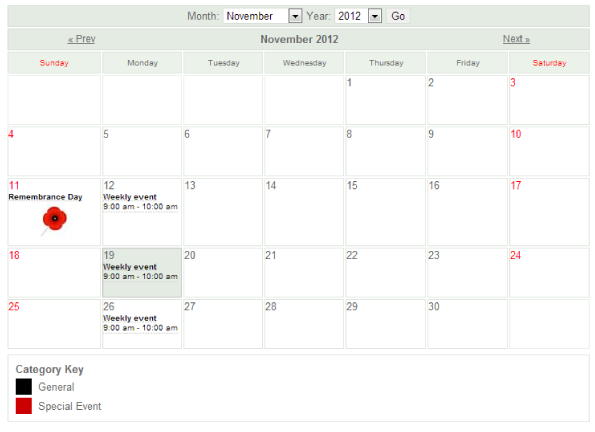 Month: November Year: 2012 Go
« Prev November 2012 Next »
Sunday Monday Tuesday Wednesday Thursday Friday Saturday
1 2 3
4 5 6 7 8 9 10
11 12 13 14 15 16 17
Remembrance Day Weekly event
9:00 am - 10:00 am
18 19 20 21 22 23 24
Weekly event
9:00 am - 10:00 am
25 26 27 28 29 30
Weekly event
9:00 am - 10:00 am
Category Key
General
Special Event